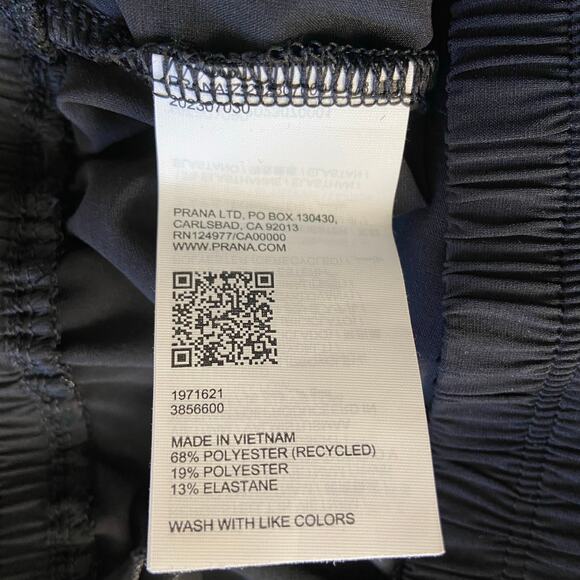 202307030
PRANA LTD, PO BOX 130430,
CARLSBAD, CA 92013
RN124977/CA00000
WWW.PRANA.COM
1971621
3856600
MADE IN VIETNAM
68% POLYESTER (RECYCLED)
19% POLYESTER
13% ELASTANE
WASH WITH LIKE COLORS